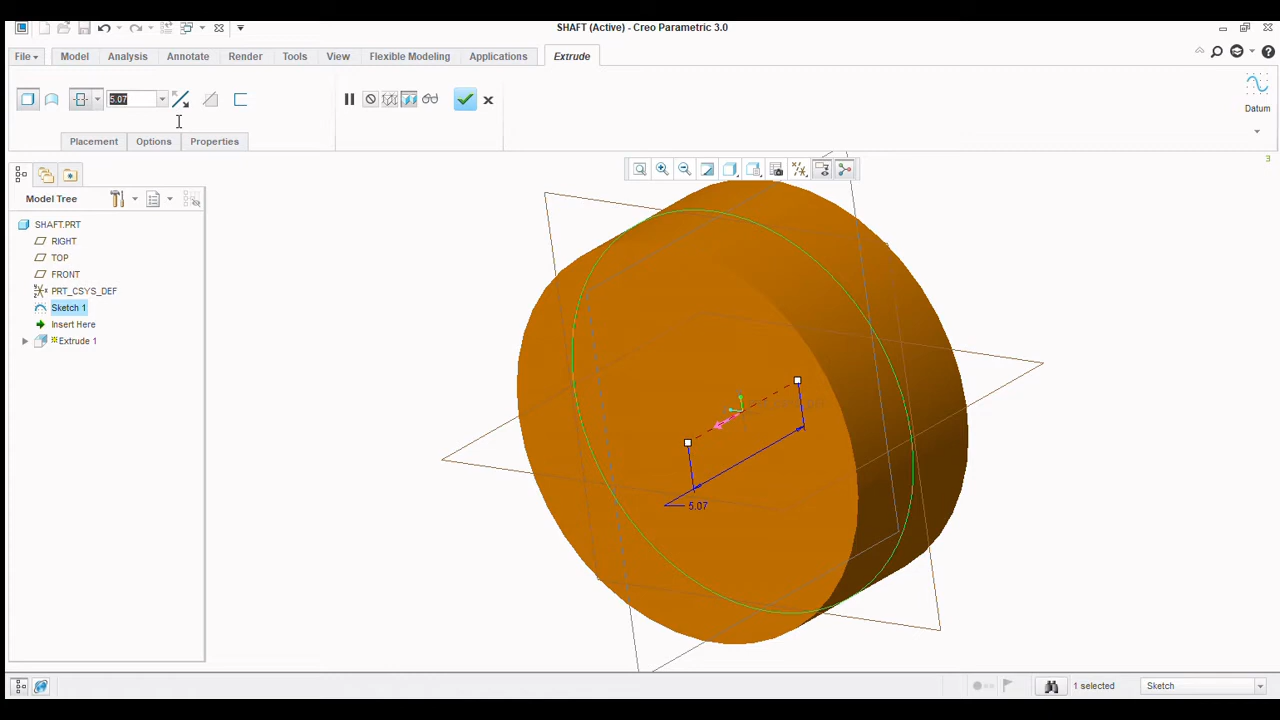 SHAFT (Active) - Creo Parametric 3.0
File Model Analysis Annotate Render Tools View Flexible Modeling Applications Extrude
5.07
Datum
Placement Options Properties
3
Model Tree
SHAFT.PRT
RIGHT
TOP
FRONT
PRT_CSYS_DEF
Sketch 1
Insert Here
Extrude 1
5.07
1 selected Sketch